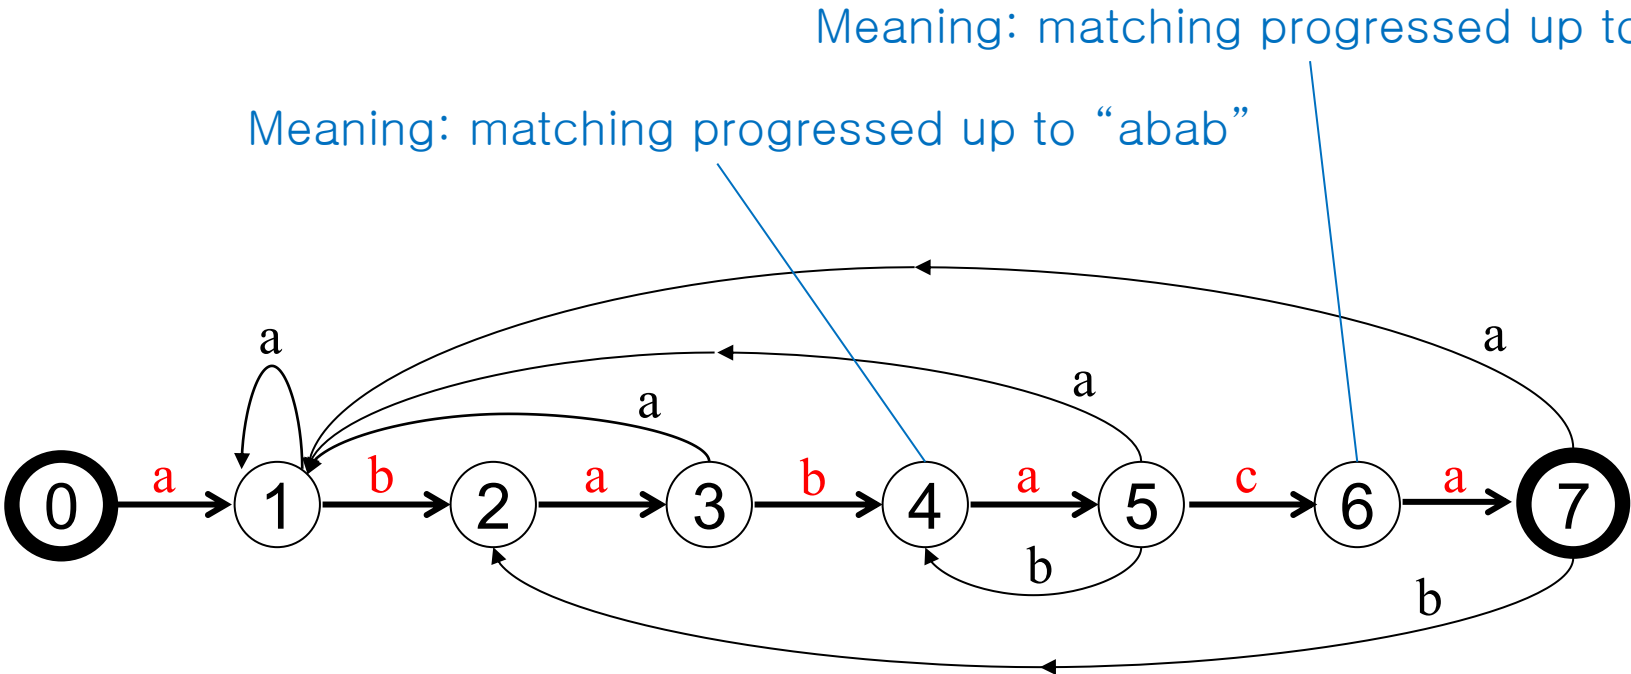 Meaning: matching progressed up to
Meaning: matching progressed up to “abab”
a
a
a
a
0 a 1 b 2 a 3 b 4 a 5 c 6 a 7
b
b